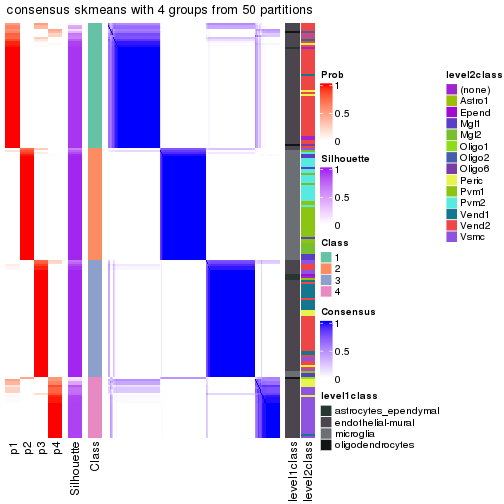 consensus skmeans with 4 groups from 50 partitions
Prob
1
0.5
0
Silhouette
1
0.5
0
Class
1
2
3
4
Consensus
1
0.5
0
level1class
astrocytes_ependymal
endothelial-mural
microglia
oligodendrocytes
level2class
(none)
Astro1
Epend
Mgl1
Mgl2
Oligo1
Oligo2
Oligo6
Peric
Pvm1
Pvm2
Vend1
Vend2
Vsmc
p1
p2
p3
p4
Silhouette
Class
level1class
level2class